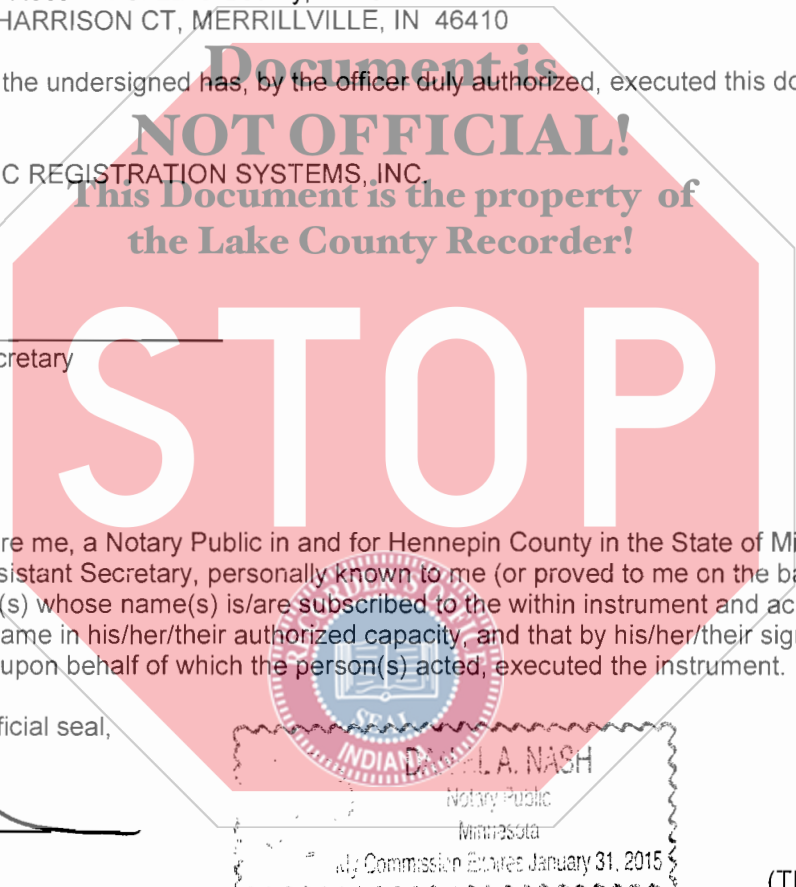 HARRISON CT, MERRILLVILLE, IN 46410
Document is
the undersigned has, by the officer duly authorized, executed this do
NOT OFFICIAL!
C REGISTRATION SYSTEMS, INC.
This Document is the property of
the Lake County Recorder!
cretary
STOP
re me, a Notary Public in and for Hennepin County in the State of Mi
sistant Secretary, personally known to me (or proved to me on the ba
(s) whose name(s) is/are subscribed to the within instrument and ac
ame in his/her/their authorized capacity, and that by his/her/their sig
upon behalf of which the person(s) acted, executed the instrument.
RECORDER'S OFFICE
SEAL
INDIANA
ficial seal,
L A. NASH
Notary Public
Minnesota
My Commission Expires January 31, 2015
(T